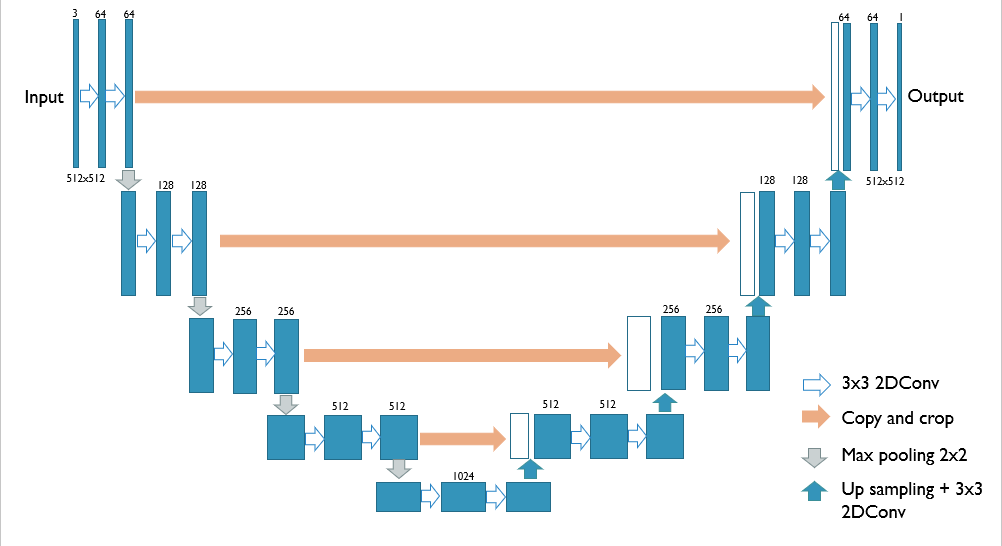 3 64 64
64 64 1
Input
Output
512x512
512x512
128 128
128 128
256 256
256 256
3x3 2DConv
512 512
512 512
Copy and crop
Max pooling 2x2
1024
Up sampling + 3x3
2DConv